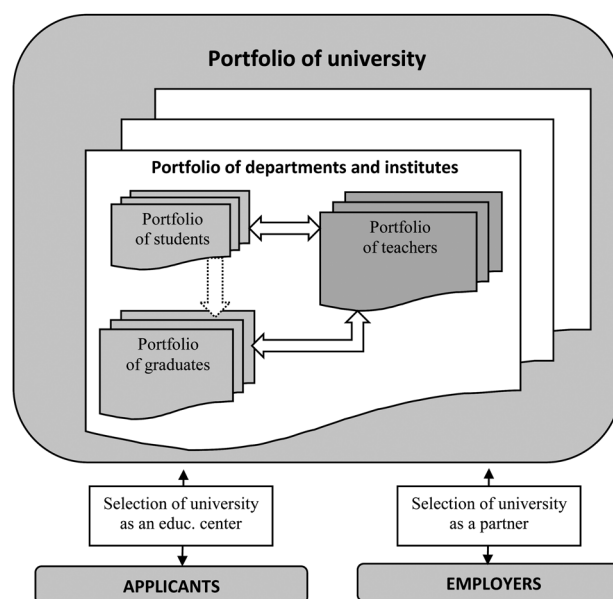 Portfolio of university
Portfolio of departments and institutes
Portfolio
of students
Portfolio
of teachers
Portfolio
of graduates
Selection of university
as an educ. center
Selection of university
as a partner
APPLICANTS
EMPLOYERS